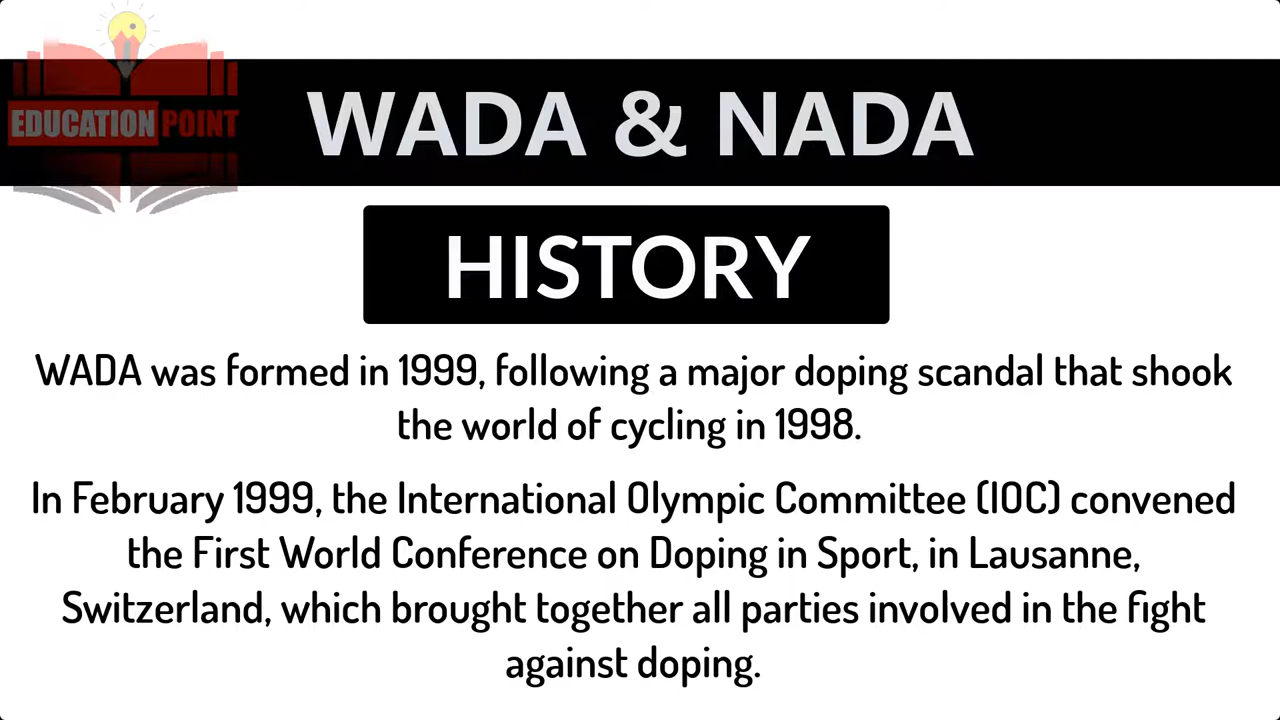 EDUCATION POINT
WADA & NADA
HISTORY
WADA was formed in 1999, following a major doping scandal that shook
the world of cycling in 1998.
In February 1999, the International Olympic Committee (IOC) convened
the First World Conference on Doping in Sport, in Lausanne,
Switzerland, which brought together all parties involved in the fight
against doping.